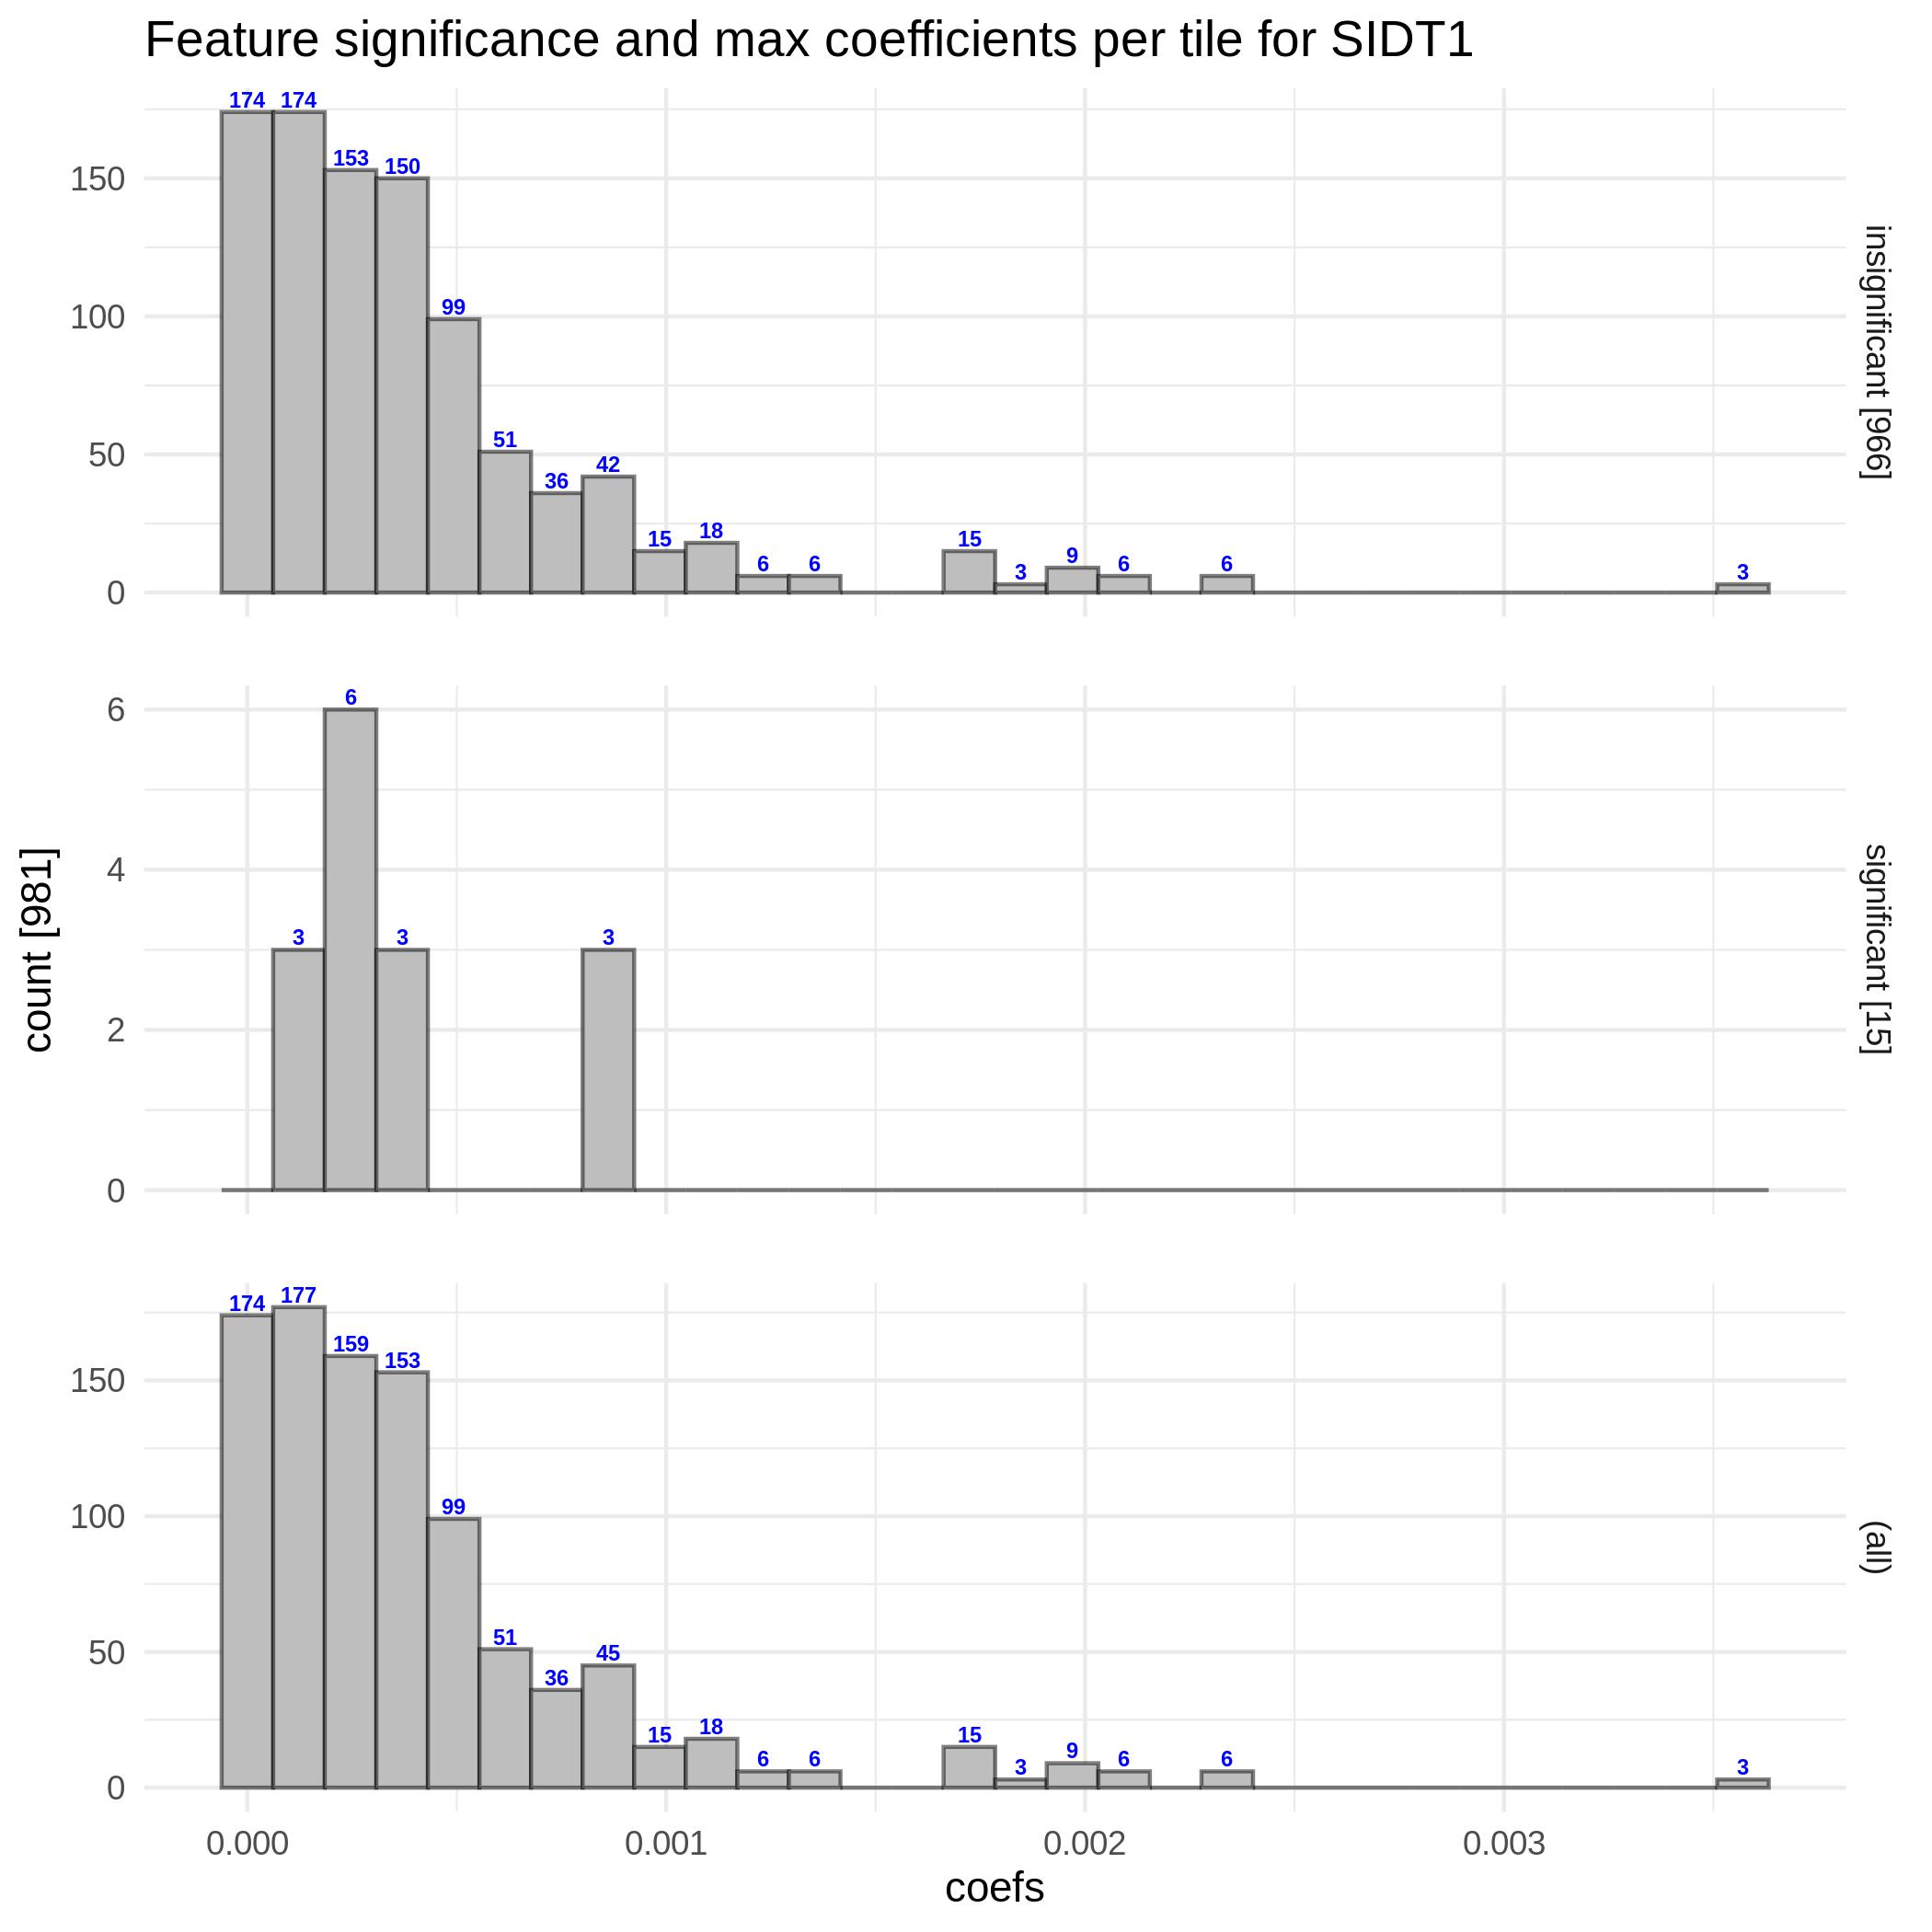 Feature significance and max coefficients per tile for SIDT1
174 174 153 150 99 51 36 42 15 18 6 6 15 3 9 6 6 3
150
100
50
0
insignificant [966]
3 6 3 3
6
4
2
0
significant [15]
count [981]
174 177 159 153 99 51 36 45 15 18 6 6 15 3 9 6 6 3
150
100
50
0
(all)
0.000 0.001 0.002 0.003
coefs